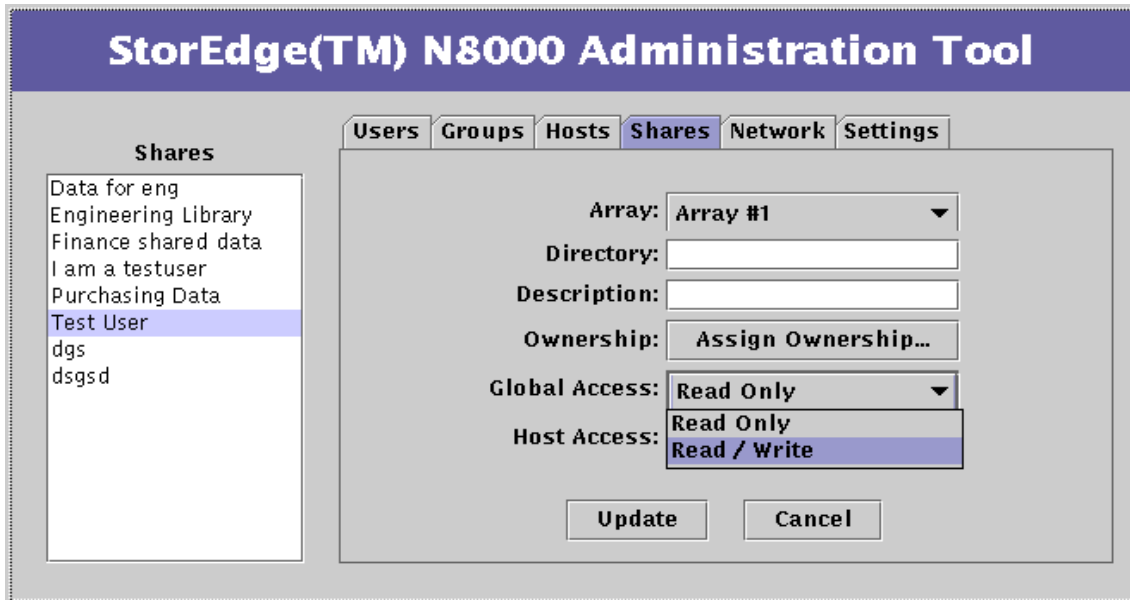 StorEdge(TM) N8000 Administration Tool
Users Groups Hosts Shares Network Settings
Shares
Data for eng
Engineering Library
Finance shared data
I am a testuser
Purchasing Data
Test User
dgs
dsgsd
Array: Array #1
Directory:
Description:
Ownership: Assign Ownership...
Global Access: Read Only
Read Only
Host Access:
Read / Write
Update Cancel